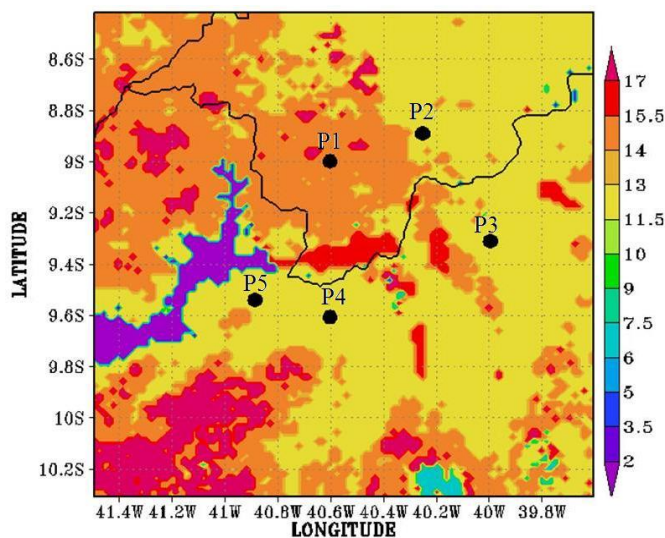 8.6S
8.8S
9S
9.2S
9.4S
9.6S
9.8S
10S
10.2S
LATITUDE
P1
P2
P3
P4
P5
41.4W 41.2W 41W 40.8W 40.6W 40.4W 40.2W 40W 39.8W
LONGITUDE
17
15.5
14
13
11.5
10
9
7.5
6
5
3.5
2